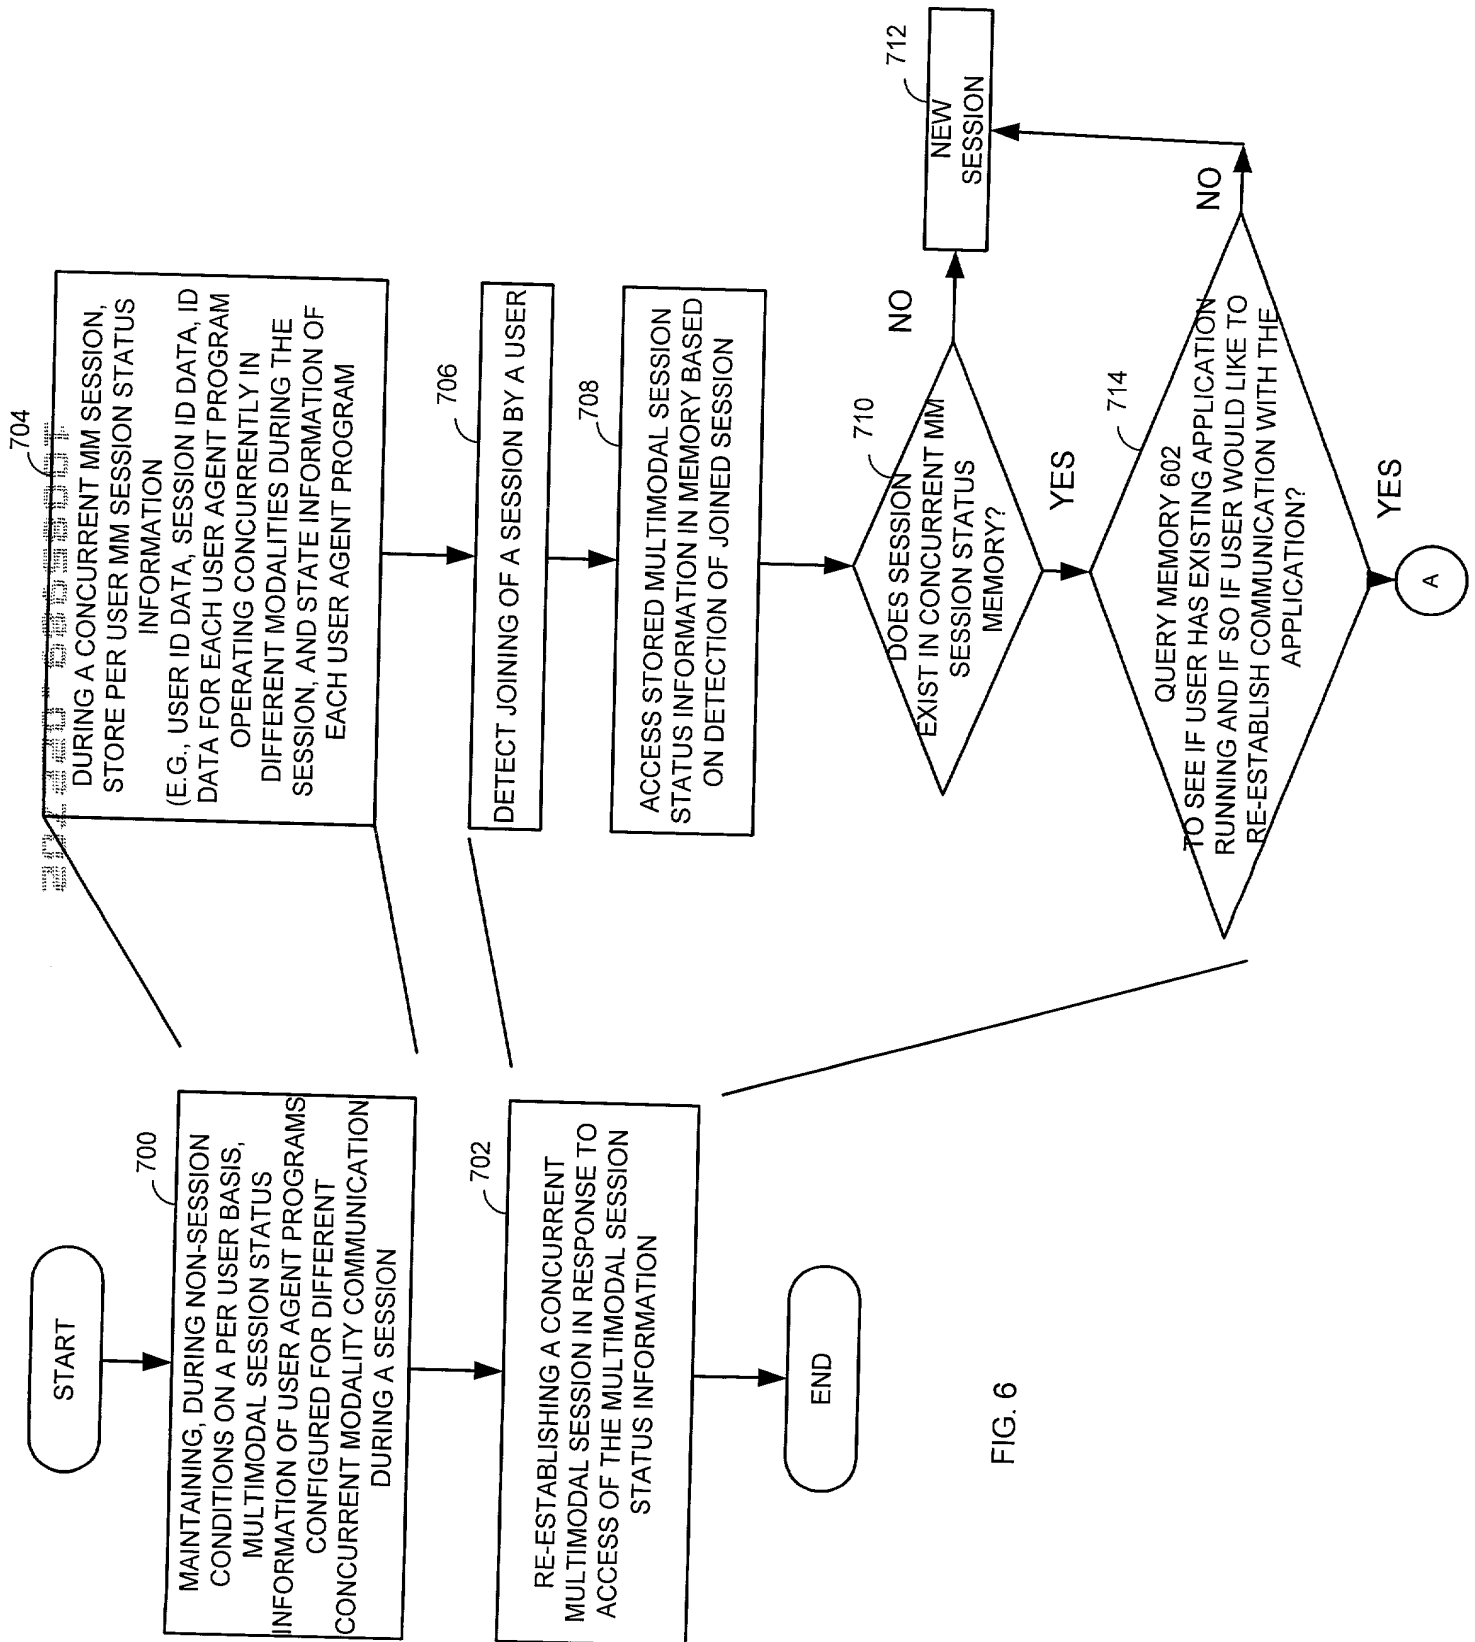 START
700
MAINTAINING, DURING NON-SESSION
CONDITIONS ON A PER USER BASIS,
MULTIMODAL SESSION STATUS
INFORMATION OF USER AGENT PROGRAMS
CONFIGURED FOR DIFFERENT
CONCURRENT MODALITY COMMUNICATION
DURING A SESSION
702
RE-ESTABLISHING A CONCURRENT
MULTIMODAL SESSION IN RESPONSE TO
ACCESS OF THE MULTIMODAL SESSION
STATUS INFORMATION
END
704
DURING A CONCURRENT MM SESSION,
STORE PER USER MM SESSION STATUS
INFORMATION
(E.G., USER ID DATA, SESSION ID DATA, ID
DATA FOR EACH USER AGENT PROGRAM
OPERATING CONCURRENTLY IN
DIFFERENT MODALITIES DURING THE
SESSION, AND STATE INFORMATION OF
EACH USER AGENT PROGRAM
706
DETECT JOINING OF A SESSION BY A USER
708
ACCESS STORED MULTIMODAL SESSION
STATUS INFORMATION IN MEMORY BASED
ON DETECTION OF JOINED SESSION
710
DOES SESSION
EXIST IN CONCURRENT MM
SESSION STATUS
MEMORY?
NO
712
NEW
SESSION
YES
714
QUERY MEMORY 602
TO SEE IF USER HAS EXISTING APPLICATION
RUNNING AND IF SO IF USER WOULD LIKE TO
RE-ESTABLISH COMMUNICATION WITH THE
APPLICATION?
NO
YES
A
FIG. 6